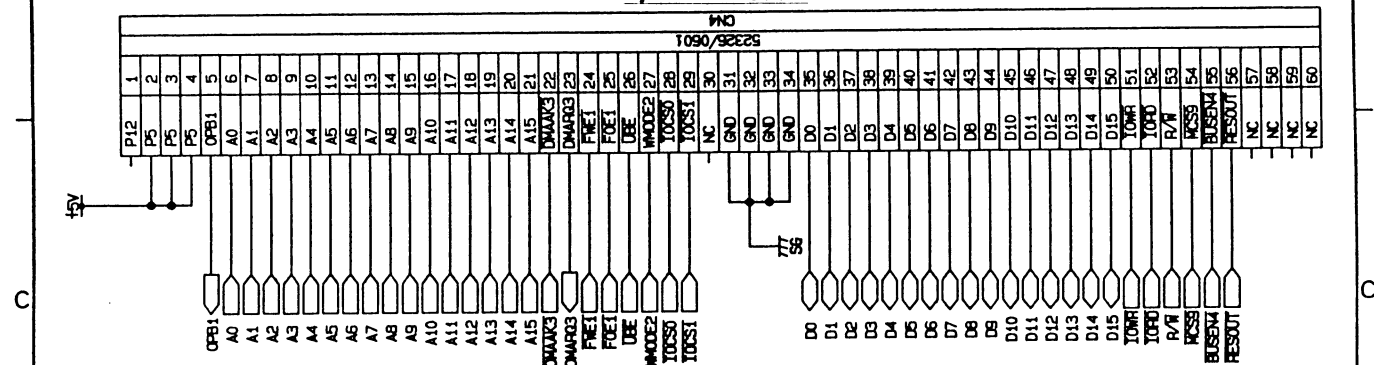 CN4
52326/0601
1 2 3 4 5 6 7 8 9 10 11 12 13 14 15 16 17 18 19 20 21 22 23 24 25 26 27 28 29 30 31 32 33 34 35 36 37 38 39 40 41 42 43 44 45 46 47 48 49 50 51 52 53 54 55 56 57 58 59 60
P12 P5 P5 P5 OPB1 A0 A1 A2 A3 A4 A5 A6 A7 A8 A9 A10 A11 A12 A13 A14 A15 DMAAK3 DMARQ3 FWE1 FOE1 UBE WMODE2 IOCS0 IOCS1 NC GND GND GND GND D0 D1 D2 D3 D4 D5 D6 D7 D8 D9 D10 D11 D12 D13 D14 D15 IOWR IORD R/W MCS9 BUSEN4 RESOUT NC NC NC NC
+5V
SG
C
C
OPB1 A0 A1 A2 A3 A4 A5 A6 A7 A8 A9 A10 A11 A12 A13 A14 A15 DMAAK3 DMARQ3 FWE1 FOE1 UBE WMODE2 IOCS0 IOCS1 D0 D1 D2 D3 D4 D5 D6 D7 D8 D9 D10 D11 D12 D13 D14 D15 IOWR IORD R/W MCS9 BUSEN4 RESOUT